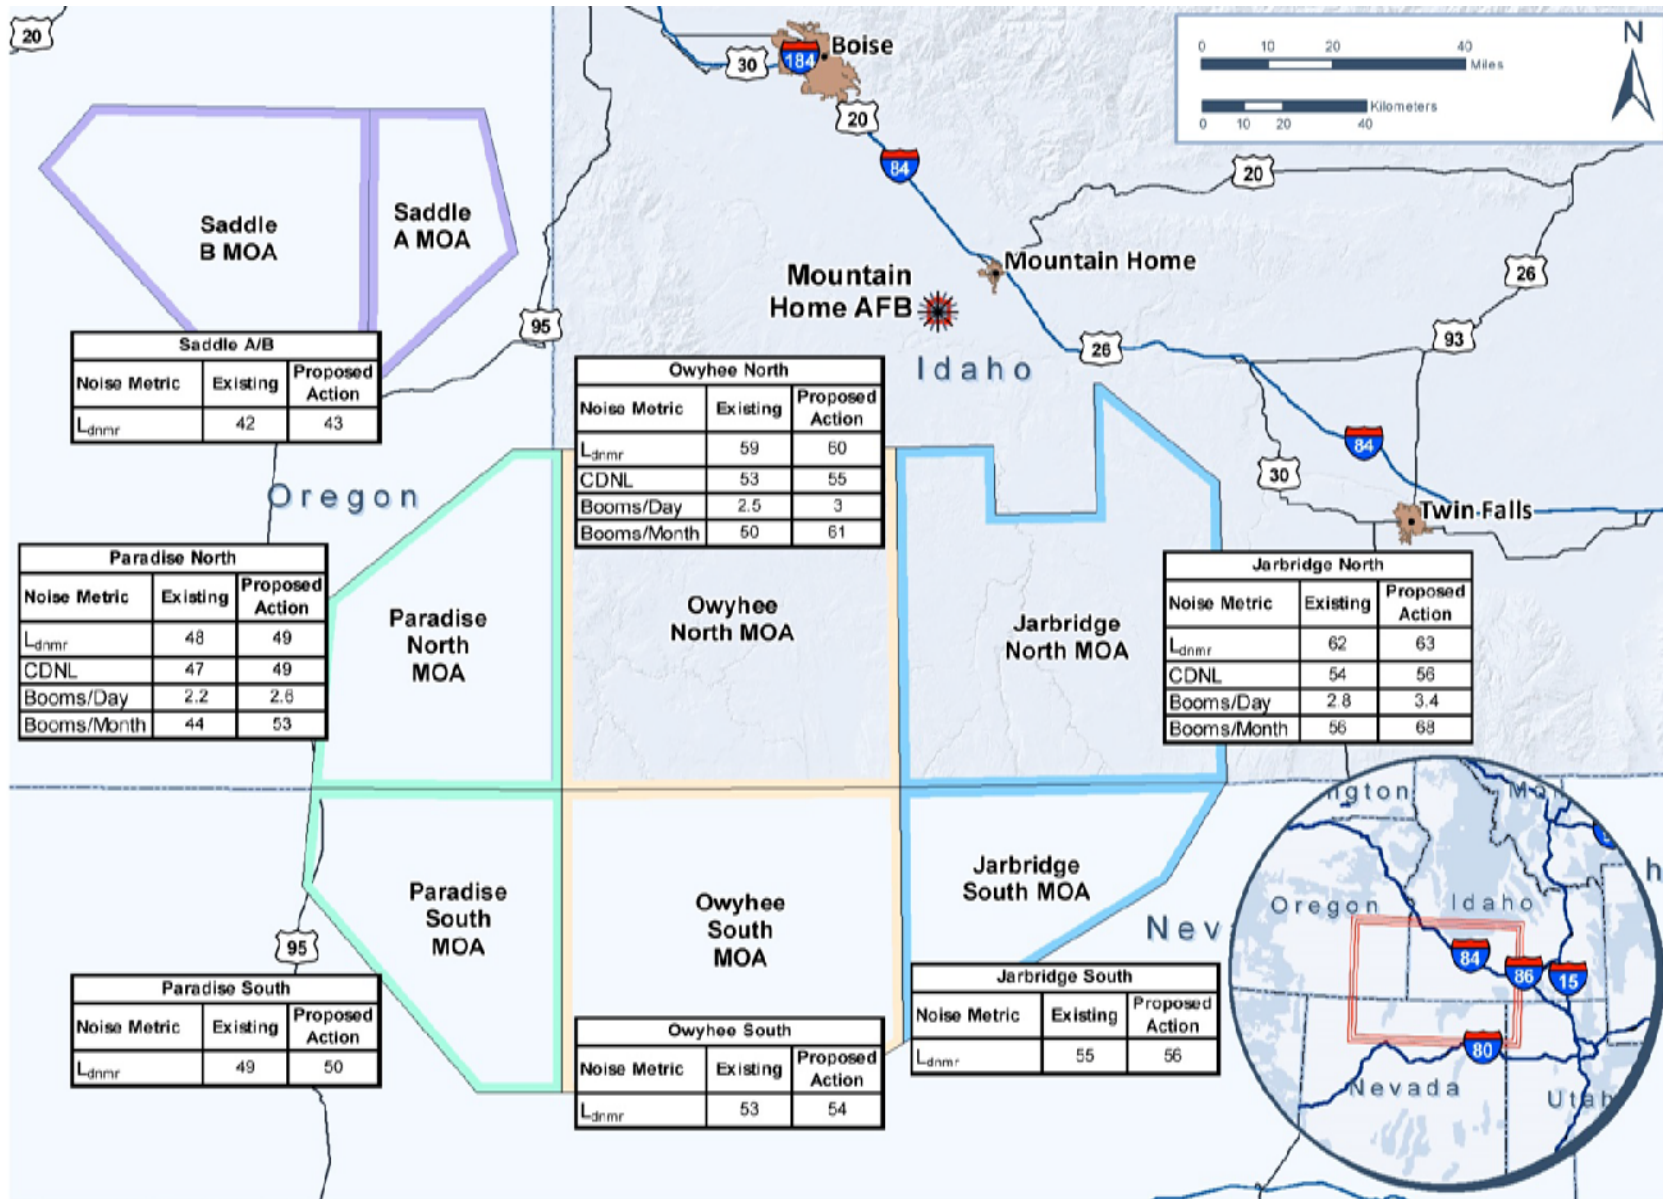 20
Boise
184
30
20
84
0 10 20 40
Miles
Kilometers
0 10 20 40
N
20
Saddle
B MOA
Saddle
A MOA
Mountain
Home AFB
Mountain Home
26
95
26
93
Idaho
Saddle A/B
Noise Metric Existing Proposed
Action
Ldnmr 42 43
Owyhee North
Noise Metric Existing Proposed
Action
Ldnmr 59 60
CDNL 53 55
Booms/Day 2.5 3
Booms/Month 50 61
84
30
Twin Falls
Oregon
Paradise North
Noise Metric Existing Proposed
Action
Ldnmr 48 49
CDNL 47 49
Booms/Day 2.2 2.6
Booms/Month 44 53
Paradise
North
MOA
Owyhee
North MOA
Jarbridge
North MOA
Jarbridge North
Noise Metric Existing Proposed
Action
Ldnmr 62 63
CDNL 54 56
Booms/Day 2.8 3.4
Booms/Month 56 68
Paradise
South
MOA
Owyhee
South
MOA
Jarbridge
South MOA
Nev
95
Paradise South
Noise Metric Existing Proposed
Action
Ldnmr 49 50
Owyhee South
Noise Metric Existing Proposed
Action
Ldnmr 53 54
Jarbridge South
Noise Metric Existing Proposed
Action
Ldnmr 55 56
ngton
Oregon
Idaho
h
84
86
15
80
Nevada
Utah